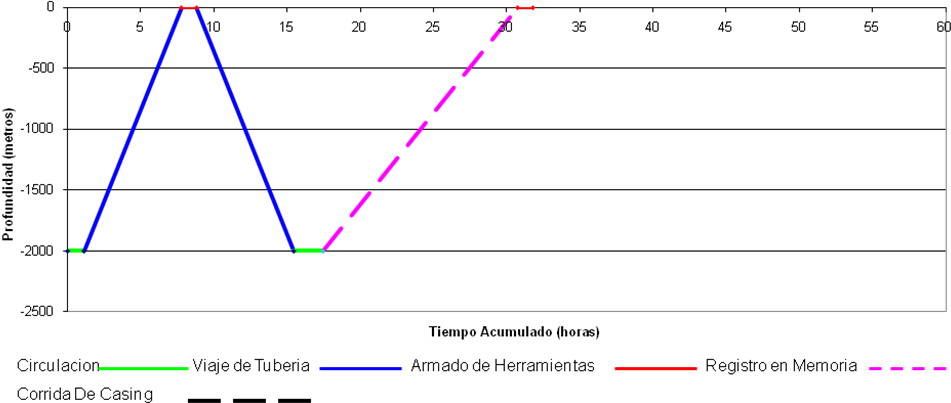 0
0 5 10 15 20 25 30 35 40 45 50 55 60
-500
-1000
-1500
-2000
-2500
Profundidad (metros)
Tiempo Acumulado (horas)
Circulacion Viaje de Tuberia Armado de Herramientas Registro en Memoria
Corrida De Casing